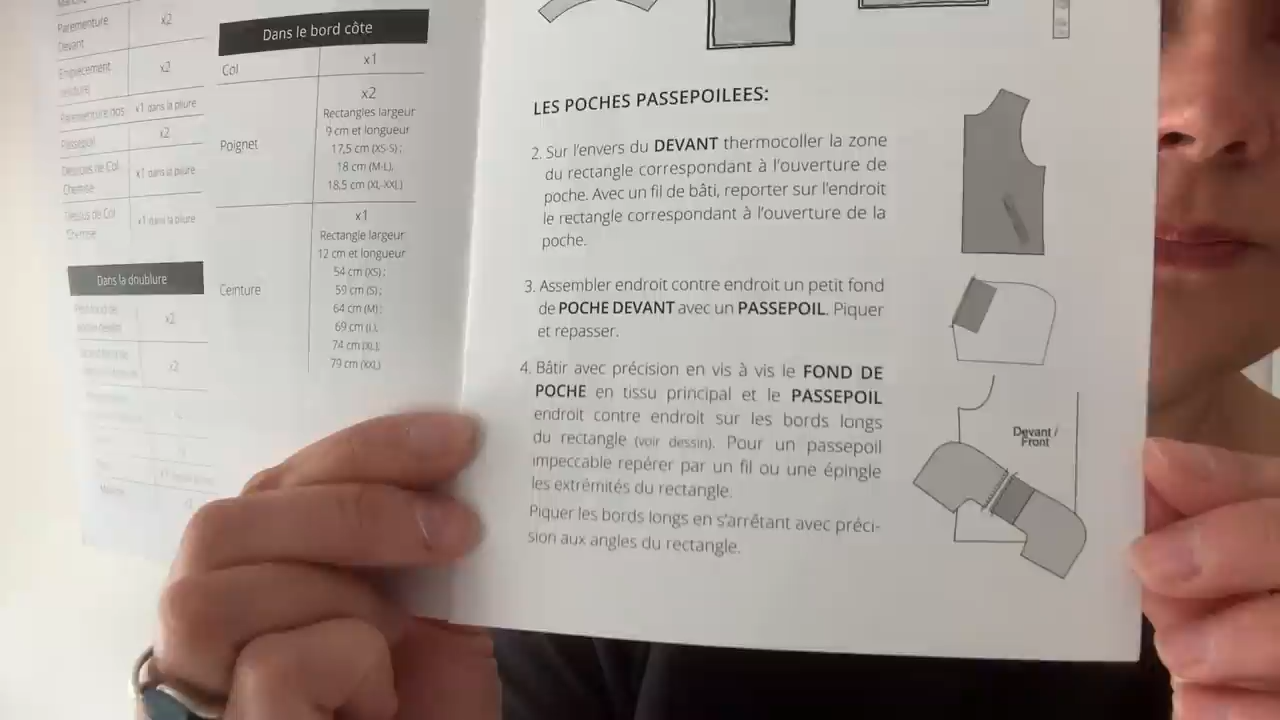 x2
Parementure
Devant
Empiècement
x2
x1 dans la pliure
x2
Passepoil
Dessous de Col
Chemise
x1 dans la pliure
Dessus de Col
x1 dans la pliure
Dans la doublure
x2
x2
Dans le bord côte
Col
x1
Poignet
x2
Rectangles largeur
9 cm et longueur
17,5 cm (XS-S) ;
18 cm (M-L),
18.5 cm (XL-XXL)
Ceinture
x1
Rectangle largeur
12 cm et longueur
54 cm (XS) ;
59 cm (S) ;
64 cm (M) ;
69 cm (L),
74 cm (XL),
79 cm (XXL)
LES POCHES PASSEPOILEES:
2. Sur l'envers du DEVANT thermocoller la zone
du rectangle correspondant à l'ouverture de
poche. Avec un fil de bâti, reporter sur l'endroit
le rectangle correspondant à l'ouverture de la
poche.
3. Assembler endroit contre endroit un petit fond
de POCHE DEVANT avec un PASSEPOIL. Piquer
et repasser.
4. Bâtir avec précision en vis à vis le FOND DE
POCHE en tissu principal et le PASSEPOIL
endroit contre endroit sur les bords longs
du rectangle (voir dessin). Pour un passepoil
impeccable repérer par un fil ou une épingle
les extrémités du rectangle.
Piquer les bords longs en s'arrêtant avec préci-
sion aux angles du rectangle.
Devant /
Front